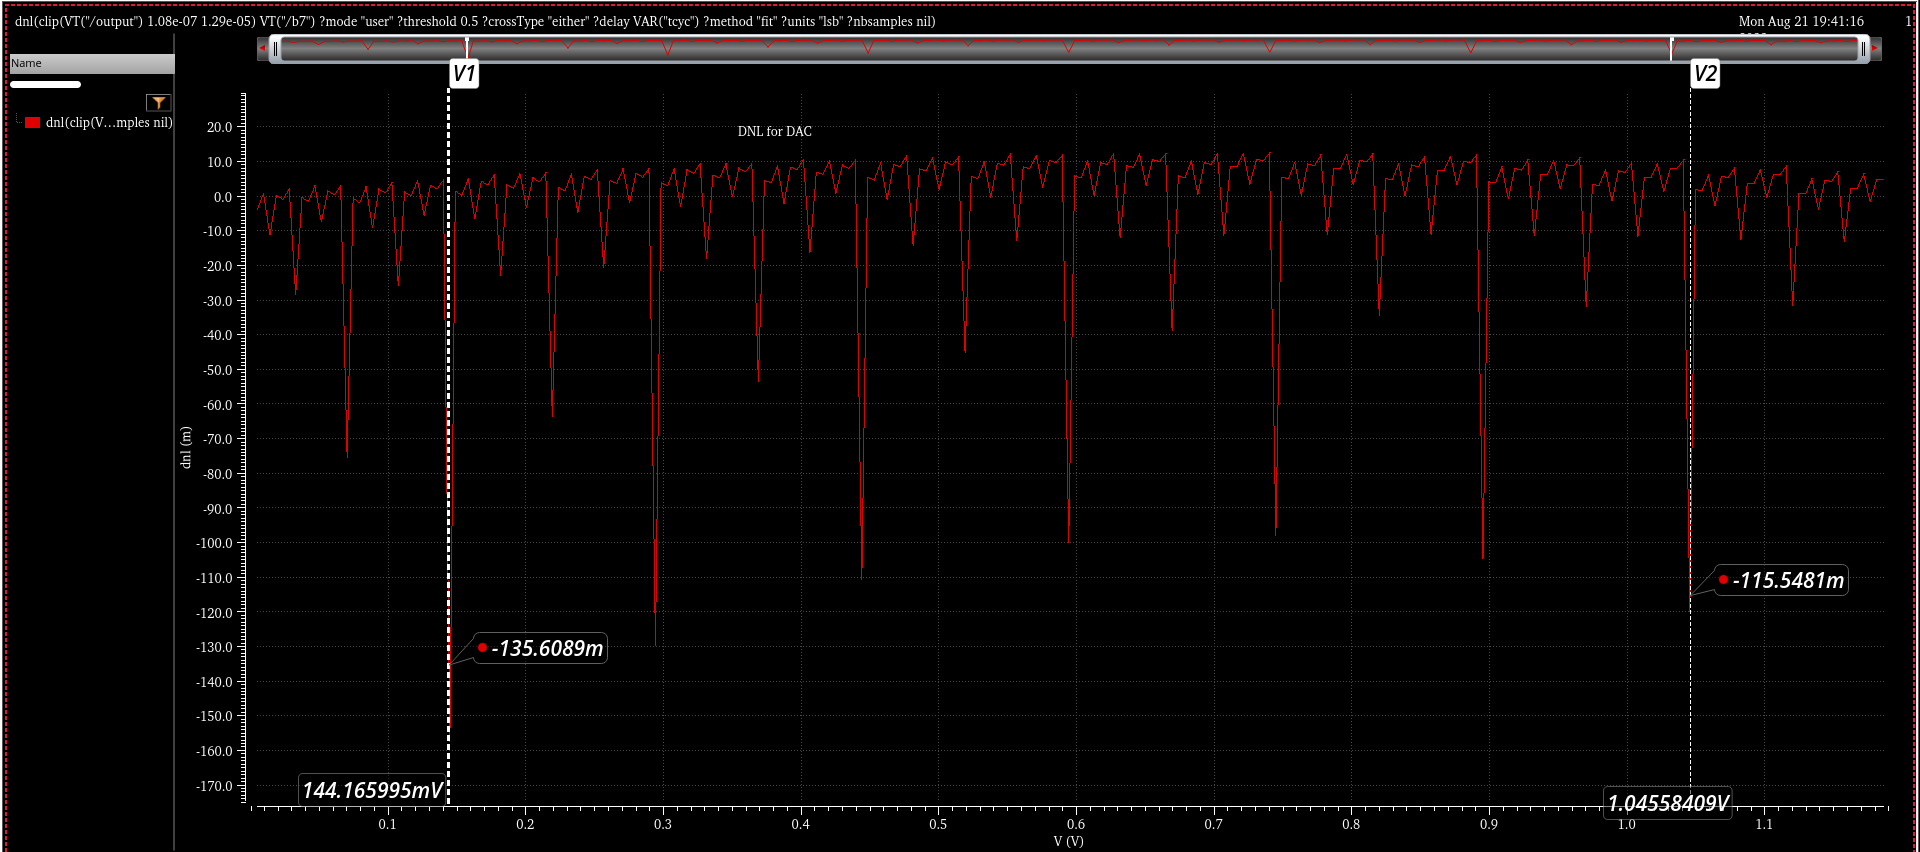 dnl(clip(VT("/output") 1.08e-07 1.29e-05) VT("/b7") ?mode "user" ?threshold 0.5 ?crossType "either" ?delay VAR("tcyc") ?method "fit" ?units "lsb" ?nbsamples nil)
Mon Aug 21 19:41:16
1
Name
dnl(clip(V...mples nil)
V1
V2
DNL for DAC
20.0
10.0
0.0
-10.0
-20.0
-30.0
-40.0
-50.0
-60.0
-70.0
-80.0
-90.0
-100.0
-110.0
-120.0
-130.0
-140.0
-150.0
-160.0
-170.0
dnl (m)
-115.5481m
-135.6089m
144.165995mV
1.04558409V
0.1
0.2
0.3
0.4
0.5
0.6
0.7
0.8
0.9
1.0
1.1
V (V)